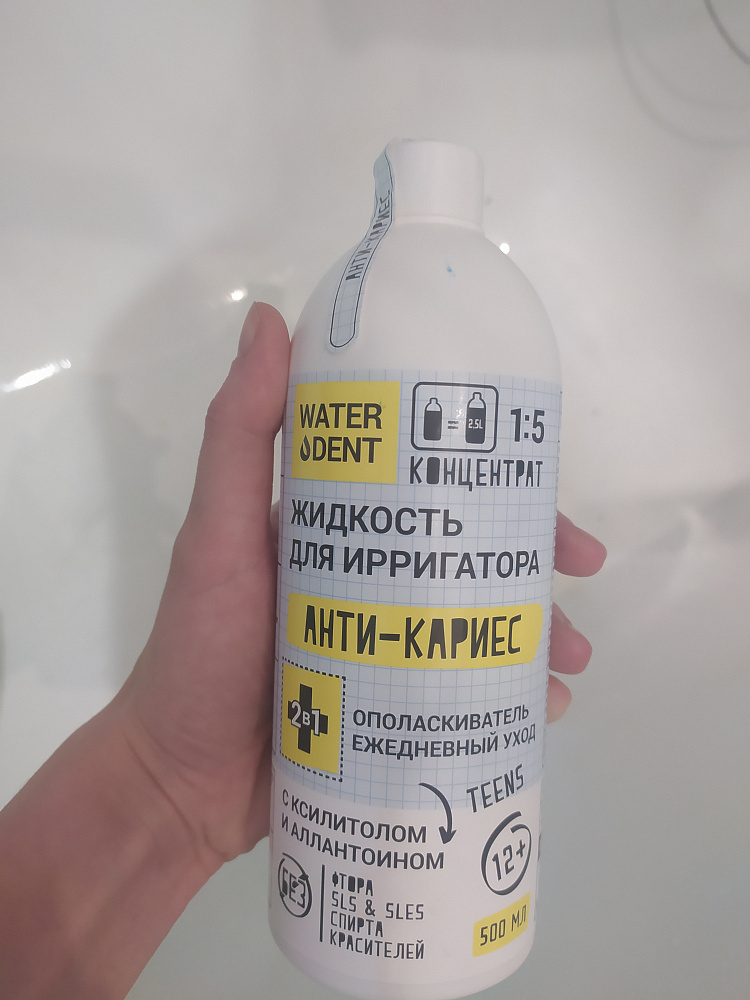 АНТИ-КАРИЕС
WATER
DENT
= 2,5L
1:5
КОНЦЕНТРАТ
ЖИДКОСТЬ
ДЛЯ ИРРИГАТОРА
АНТИ-КАРИЕС
2в1
ОПОЛАСКИВАТЕЛЬ
ЕЖЕДНЕВНЫЙ УХОД
TEENS
12+
С КСИЛИТОЛОМ
И АЛЛАНТОИНОМ
БЕЗ
ФТОРА
SLS & SLES
СПИРТА
КРАСИТЕЛЕЙ
500 МЛ